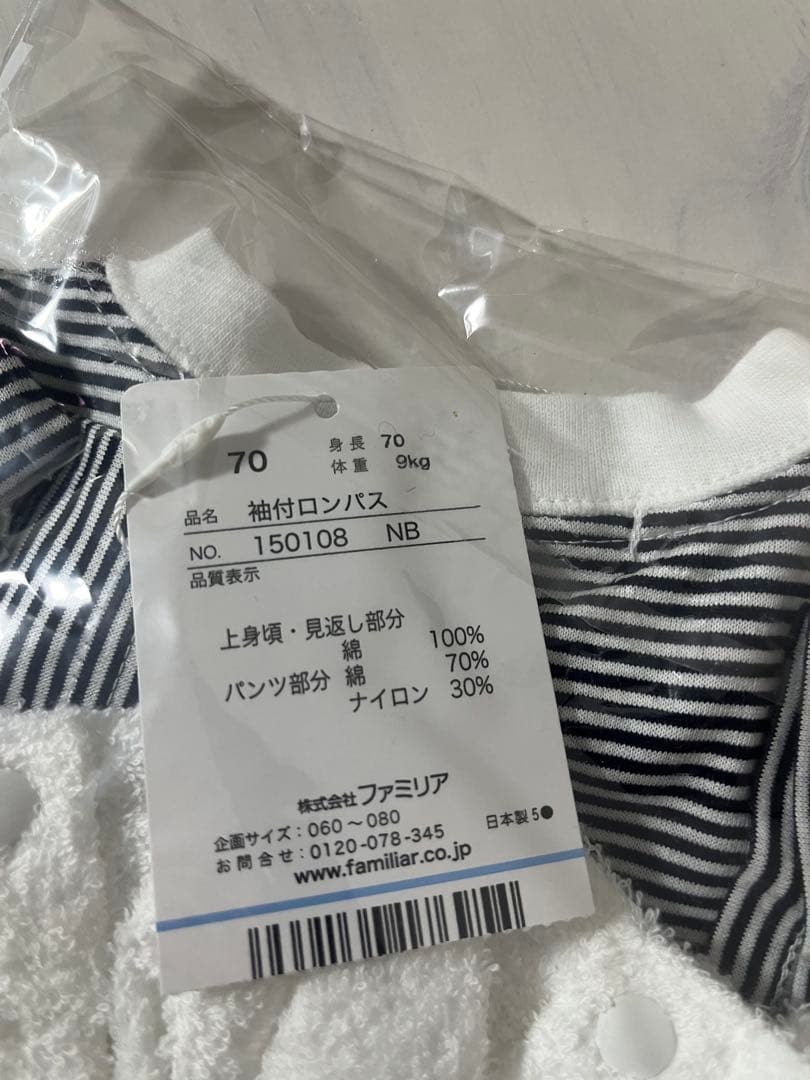 70
身長 70
体重 9kg
品名 袖付ロンパス
NO. 150108 NB
品質表示
上身頃・見返し部分
綿 100%
パンツ部分 綿 70%
ナイロン 30%
株式会社ファミリア
企画サイズ:060〜080
お問合せ:0120-078-345 日本製5●
www.familiar.co.jp